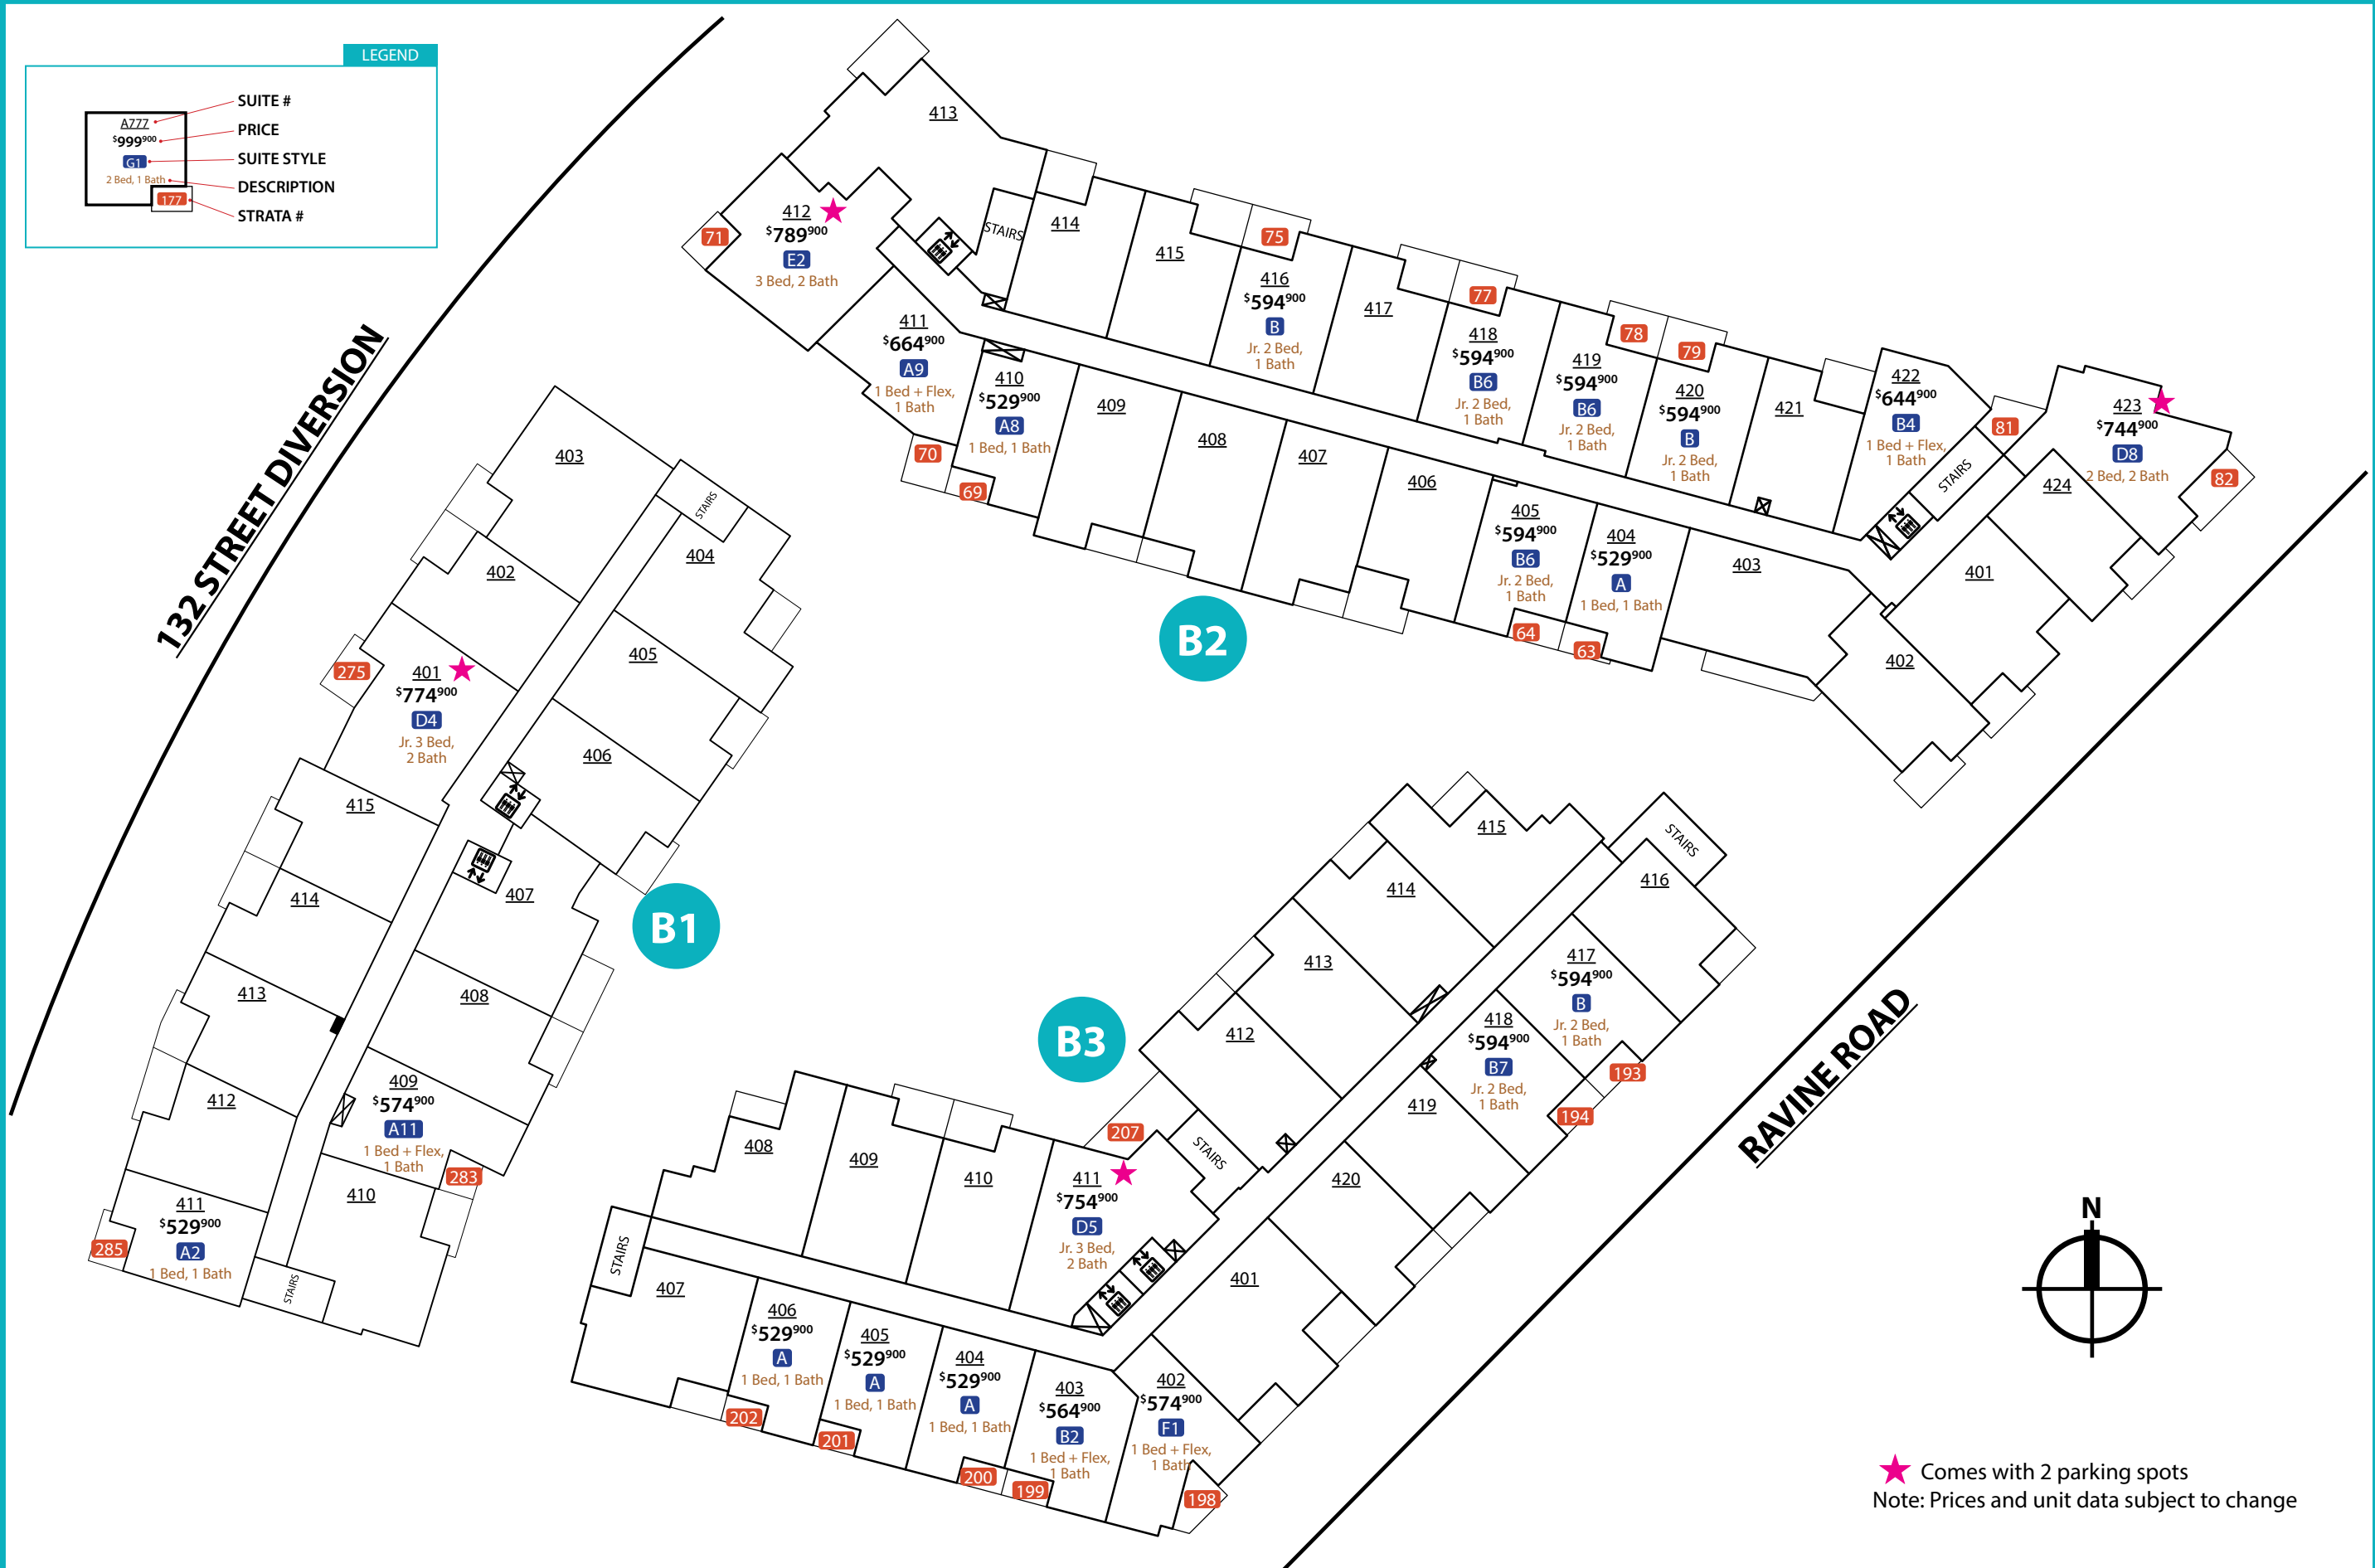 LEGEND
A777
$999900
G1
2 Bed, 1 Bath
177
SUITE #
PRICE
SUITE STYLE
DESCRIPTION
STRATA #
132 STREET DIVERSION
413
412
$789900
E2
3 Bed, 2 Bath
71
STAIRS
414
415
75
416
$594900
B
Jr. 2 Bed,
1 Bath
417
77
418
$594900
B6
Jr. 2 Bed,
1 Bath
78
419
$594900
B6
Jr. 2 Bed,
1 Bath
79
420
$594900
B
Jr. 2 Bed,
1 Bath
421
422
$644900
B4
1 Bed + Flex,
1 Bath
81
STAIRS
423
$744900
D8
2 Bed, 2 Bath
82
424
401
402
403
404
$529900
A
1 Bed, 1 Bath
63
405
$594900
B6
Jr. 2 Bed,
1 Bath
64
406
407
408
409
410
$529900
A8
1 Bed, 1 Bath
69
411
$664900
A9
1 Bed + Flex,
1 Bath
70
B2
403
STAIRS
404
402
405
275
401
$774900
D4
Jr. 3 Bed,
2 Bath
406
415
407
414
B1
413
408
412
409
$574900
A11
1 Bed + Flex,
1 Bath
283
410
411
$529900
A2
1 Bed, 1 Bath
285
STAIRS
B3
415
STAIRS
416
414
413
417
$594900
B
Jr. 2 Bed,
1 Bath
193
412
418
$594900
B7
Jr. 2 Bed,
1 Bath
194
419
207
STAIRS
420
408
409
410
411
$754900
D5
Jr. 3 Bed,
2 Bath
401
STAIRS
407
406
$529900
A
1 Bed, 1 Bath
202
405
$529900
A
1 Bed, 1 Bath
201
404
$529900
A
1 Bed, 1 Bath
200
403
$564900
B2
1 Bed + Flex,
1 Bath
199
402
$574900
F1
1 Bed + Flex,
1 Bath
198
RAVINE ROAD
N
Comes with 2 parking spots
Note: Prices and unit data subject to change